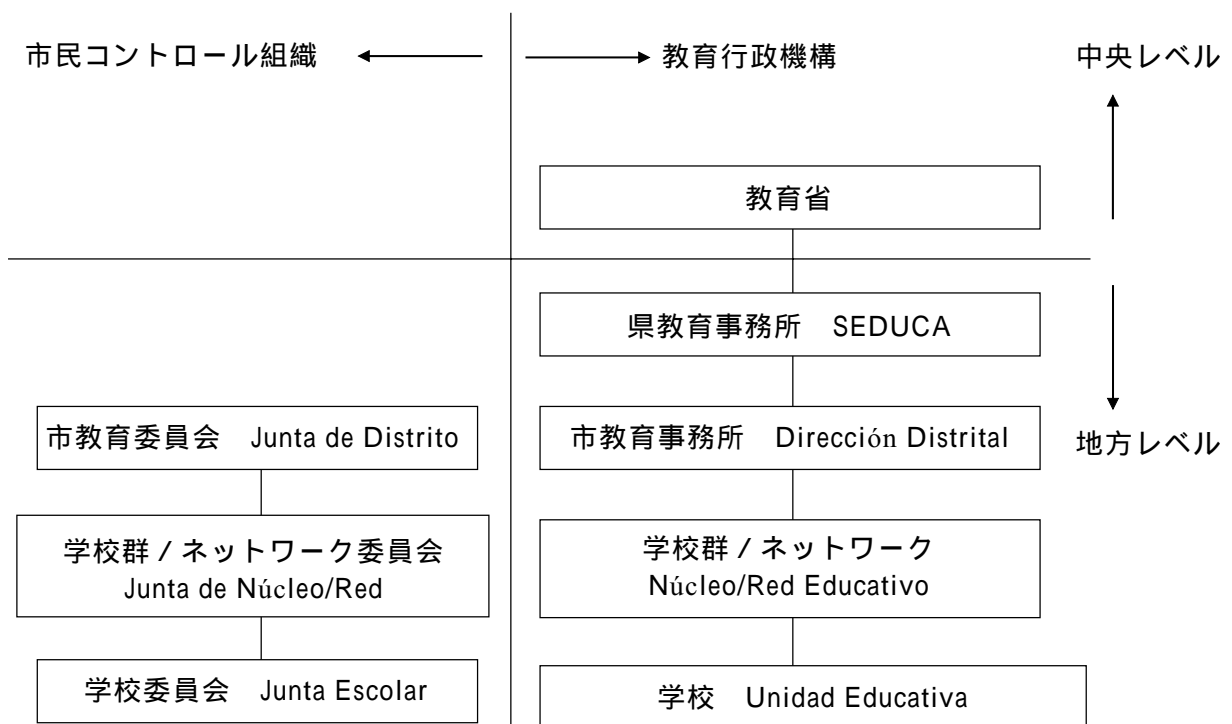 市民コントロール組織
教育行政機構
中央レベル
教育省
県教育事務所 SEDUCA
市教育委員会 Junta de Distrito
市教育事務所 Dirección Distrital
地方レベル
学校群 / ネットワーク委員会
Junta de Núcleo/Red
学校群 / ネットワーク
Núcleo/Red Educativo
学校委員会 Junta Escolar
学校 Unidad Educativa